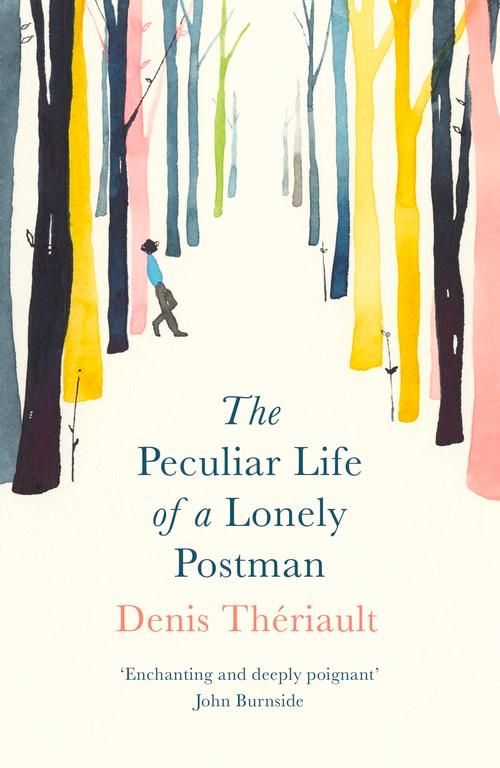 The
Peculiar Life
of a Lonely
Postman
Denis Thériault
‘Enchanting and deeply poignant’
John Burnside